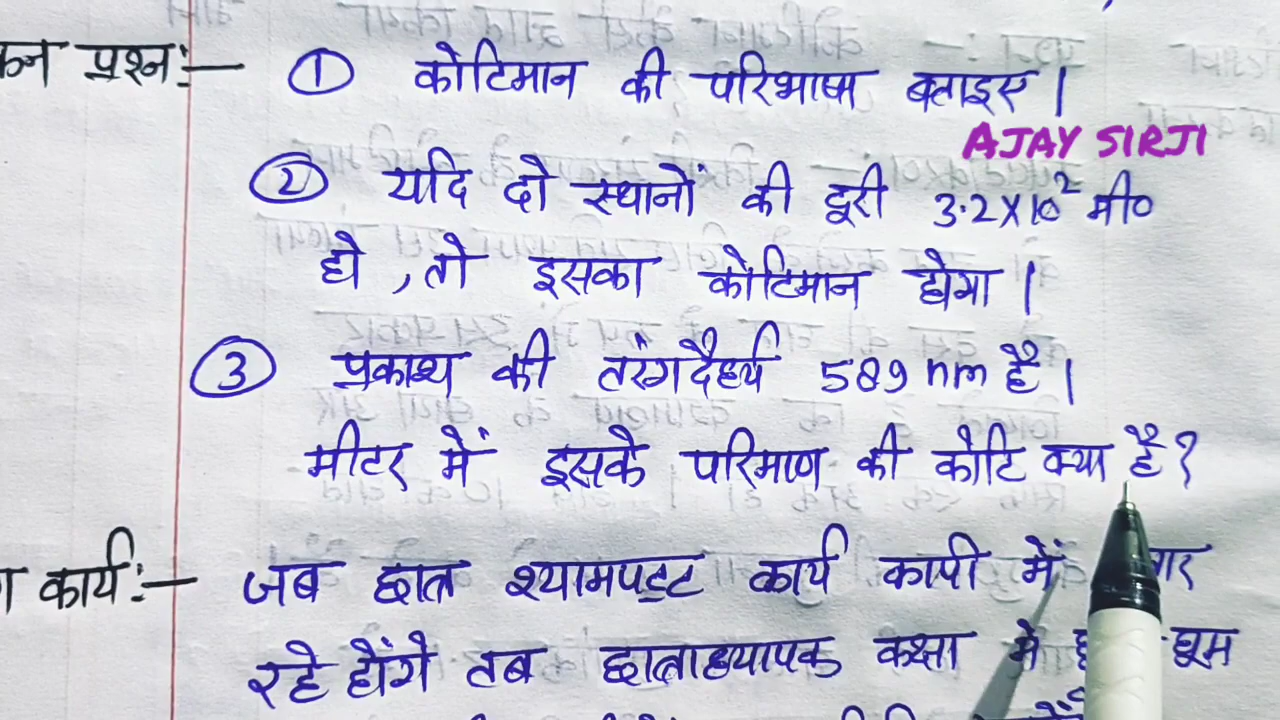 प्रश्न:— ① कोटिमान की परिभाषा बताइए।
AJAY SIRJI
② यदि दो स्थानों की दूरी 3.2×10² मी०
हो, तो इसका कोटिमान होगा।
③ प्रकाश की तरंगदैर्ध्य 589 nm है।
मीटर में इसके परिमाण की कोटि क्या है?
कार्य:— जब छात्र श्यामपट्ट कार्य कापी में
रहे होंगे तब छात्राध्यापक कक्षा में घूम